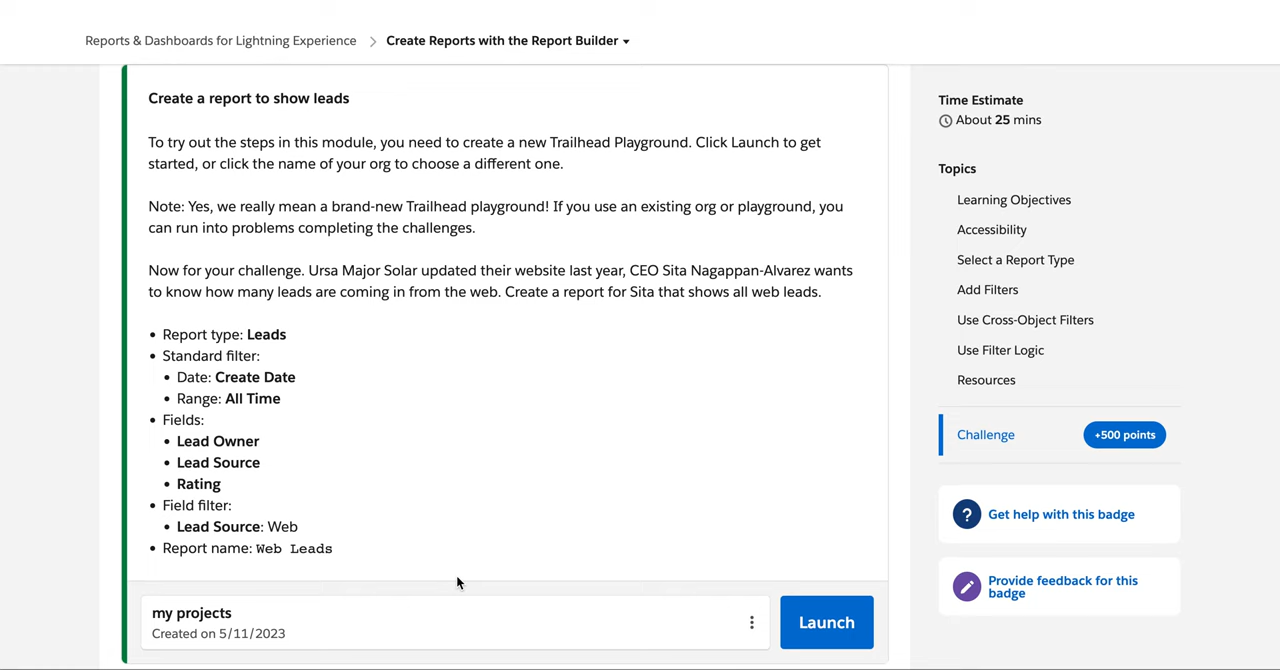 Reports & Dashboards for Lightning Experience
Create Reports with the Report Builder
Create a report to show leads
To try out the steps in this module, you need to create a new Trailhead Playground. Click Launch to get
started, or click the name of your org to choose a different one.
Note: Yes, we really mean a brand-new Trailhead playground! If you use an existing org or playground, you
can run into problems completing the challenges.
Now for your challenge. Ursa Major Solar updated their website last year, CEO Sita Nagappan-Alvarez wants
to know how many leads are coming in from the web. Create a report for Sita that shows all web leads.
• Report type: Leads
• Standard filter:
• Date: Create Date
• Range: All Time
• Fields:
• Lead Owner
• Lead Source
• Rating
• Field filter:
• Lead Source: Web
• Report name: Web Leads
my projects
Created on 5/11/2023
Launch
Time Estimate
About 25 mins
Topics
Learning Objectives
Accessibility
Select a Report Type
Add Filters
Use Cross-Object Filters
Use Filter Logic
Resources
Challenge
+500 points
?
Get help with this badge
Provide feedback for this
badge